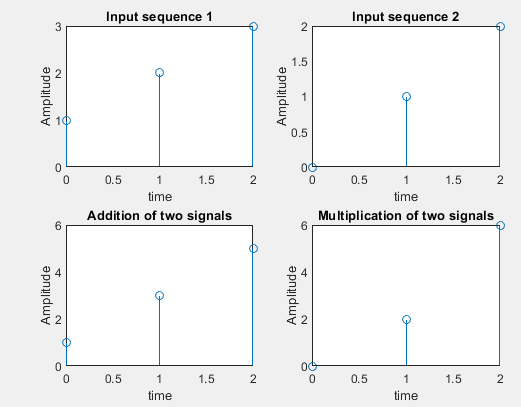 Input sequence 1
3
2
1
0
Amplitude
0 0.5 1 1.5 2
time
Input sequence 2
2
1.5
1
0.5
0
Amplitude
0 0.5 1 1.5 2
time
Addition of two signals
6
4
2
0
Amplitude
0 0.5 1 1.5 2
time
Multiplication of two signals
6
4
2
0
Amplitude
0 0.5 1 1.5 2
time